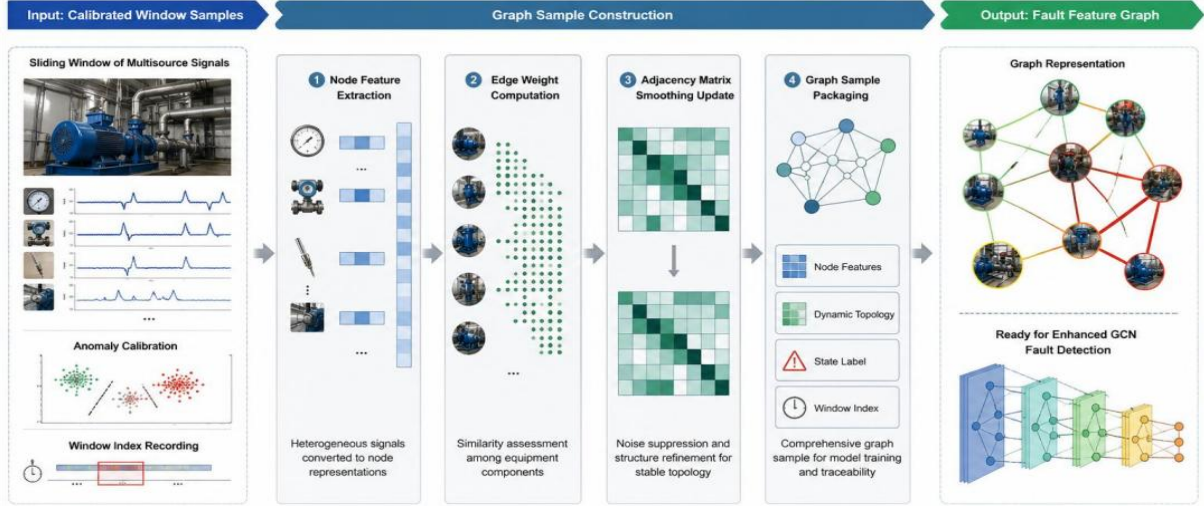 Input: Calibrated Window Samples
Graph Sample Construction
Output: Fault Feature Graph
Sliding Window of Multisource Signals
...
Anomaly Calibration
Window Index Recording
... ...
1 Node Feature
Extraction
...
...
Heterogeneous signals
converted to node
representations
2 Edge Weight
Computation
...
Similarity assessment
among equipment
components
3 Adjacency Matrix
Smoothing Update
Noise suppression and
structure refinement for
stable topology
4 Graph Sample
Packaging
Node Features
Dynamic Topology
State Label
Window Index
Comprehensive graph
sample for model training
and traceability
Graph Representation
Ready for Enhanced GCN
Fault Detection